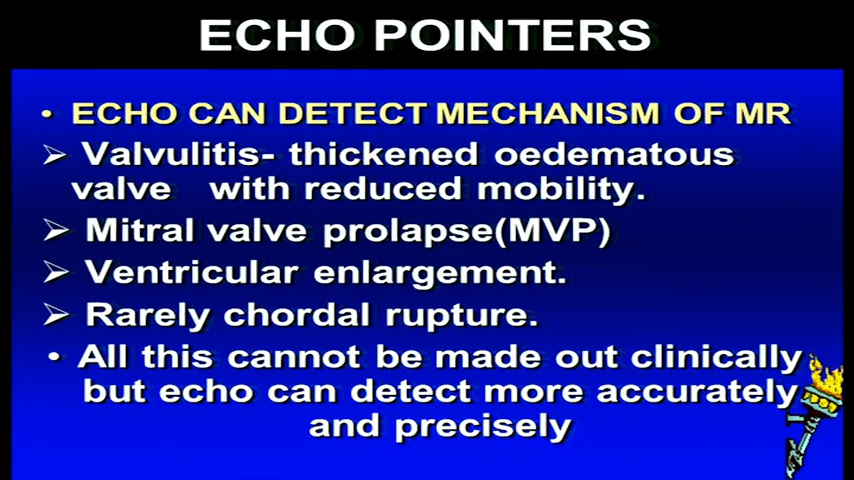 ECHO POINTERS
• ECHO CAN DETECT MECHANISM OF MR
➢ Valvulitis- thickened oedematous
valve with reduced mobility.
➢ Mitral valve prolapse(MVP)
➢ Ventricular enlargement.
➢ Rarely chordal rupture.
• All this cannot be made out clinically
but echo can detect more accurately
and precisely